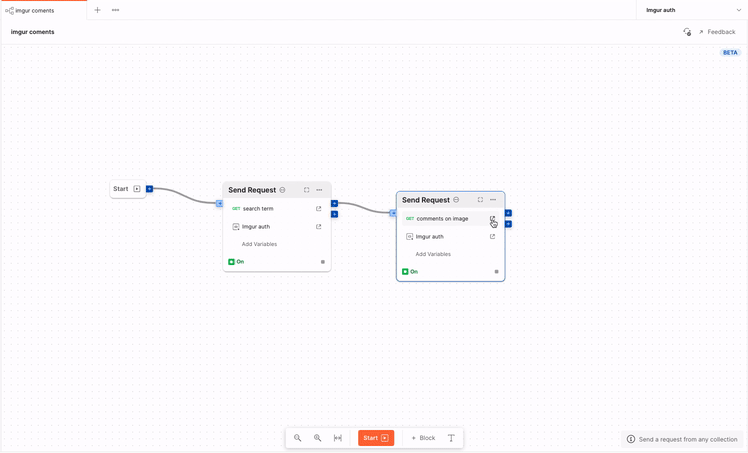 imgur coments
Imgur auth
imgur coments
Feedback
BETA
Start
Send Request
GET search term
Imgur auth
Add Variables
On
Send Request
GET comments on image
Imgur auth
Add Variables
On
Start
+ Block
Send a request from any collection